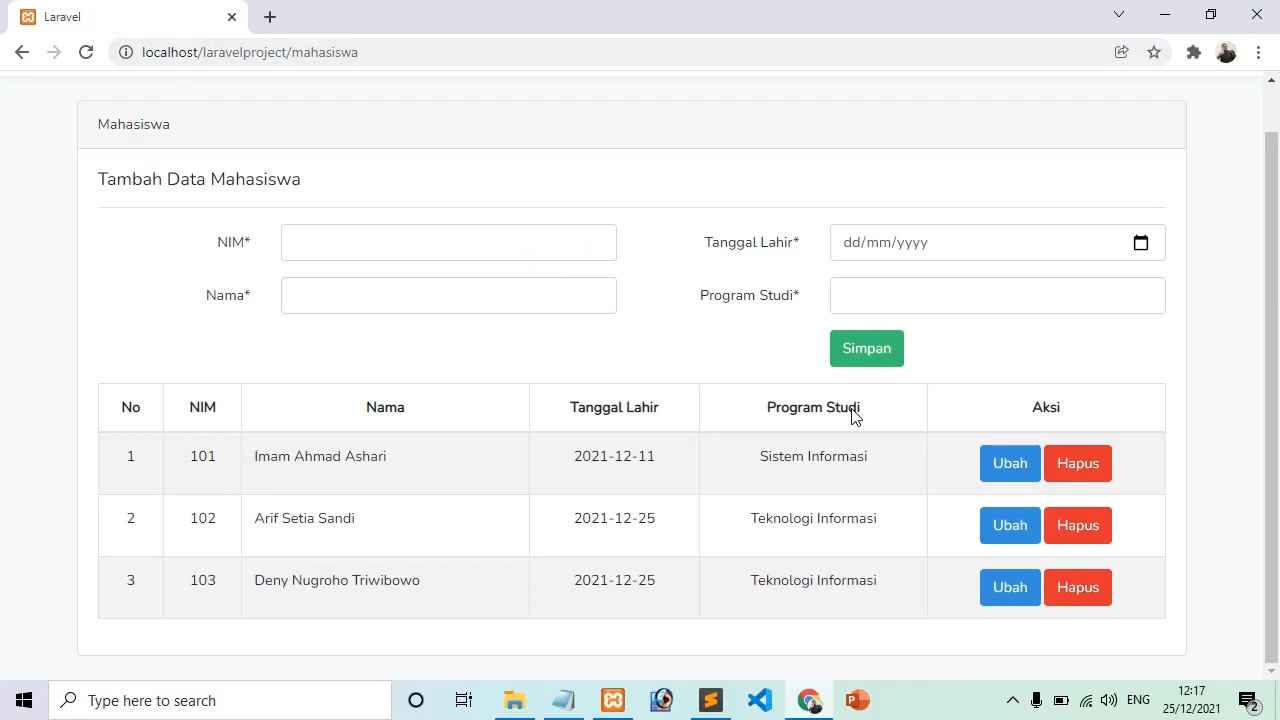 Laravel
localhost/laravelproject/mahasiswa
Mahasiswa
Tambah Data Mahasiswa
NIM*
Tanggal Lahir*
dd/mm/yyyy
Nama*
Program Studi*
Simpan
No NIM Nama Tanggal Lahir Program Studi Aksi
1 101 Imam Ahmad Ashari 2021-12-11 Sistem Informasi Ubah Hapus
2 102 Arif Setia Sandi 2021-12-25 Teknologi Informasi Ubah Hapus
3 103 Deny Nugroho Triwibowo 2021-12-25 Teknologi Informasi Ubah Hapus
Type here to search
ENG
12:17
25/12/2021
2